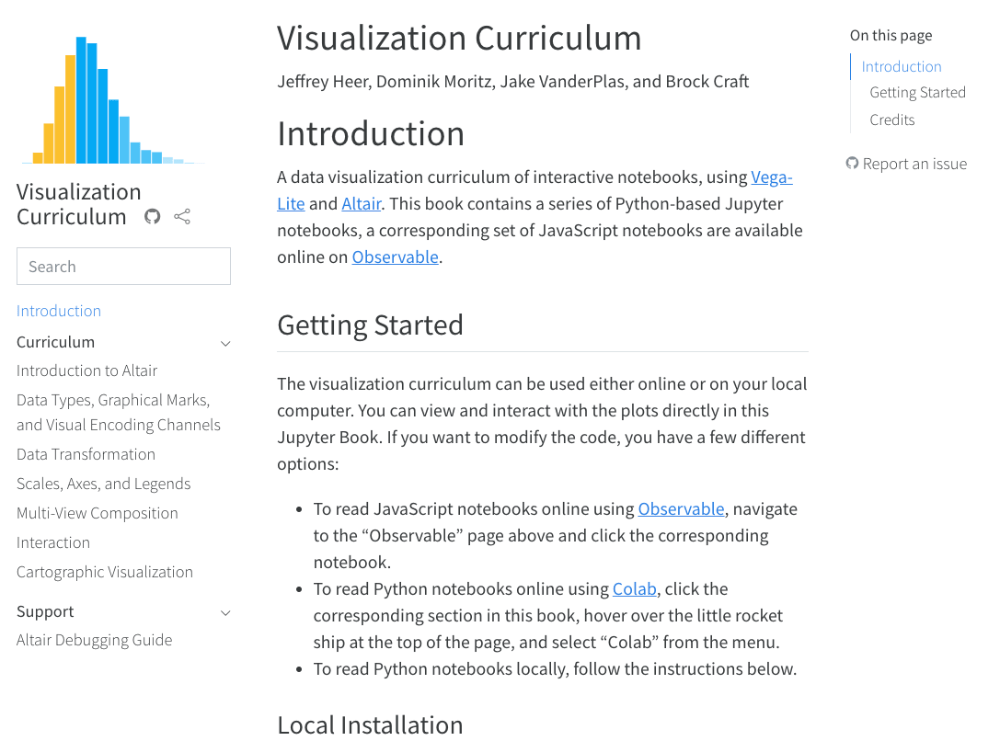 Visualization
Curriculum
Search
Introduction
Curriculum
Introduction to Altair
Data Types, Graphical Marks,
and Visual Encoding Channels
Data Transformation
Scales, Axes, and Legends
Multi-View Composition
Interaction
Cartographic Visualization
Support
Altair Debugging Guide
Visualization Curriculum
Jeffrey Heer, Dominik Moritz, Jake VanderPlas, and Brock Craft
Introduction
A data visualization curriculum of interactive notebooks, using Vega-
Lite and Altair. This book contains a series of Python-based Jupyter
notebooks, a corresponding set of JavaScript notebooks are available
online on Observable.
Getting Started
The visualization curriculum can be used either online or on your local
computer. You can view and interact with the plots directly in this
Jupyter Book. If you want to modify the code, you have a few different
options:
• To read JavaScript notebooks online using Observable, navigate
to the “Observable” page above and click the corresponding
notebook.
• To read Python notebooks online using Colab, click the
corresponding section in this book, hover over the little rocket
ship at the top of the page, and select “Colab” from the menu.
• To read Python notebooks locally, follow the instructions below.
Local Installation
On this page
Introduction
Getting Started
Credits
Report an issue